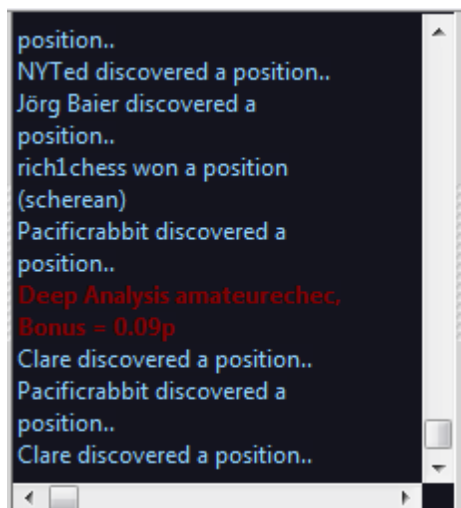 position..
NYTed discovered a position..
Jörg Baier discovered a
position..
rich1chess won a position
(scherean)
Pacificrabbit discovered a
position..
Deep Analysis amateurechec,
Bonus = 0.09p
Clare discovered a position..
Pacificrabbit discovered a
position..
Clare discovered a position..